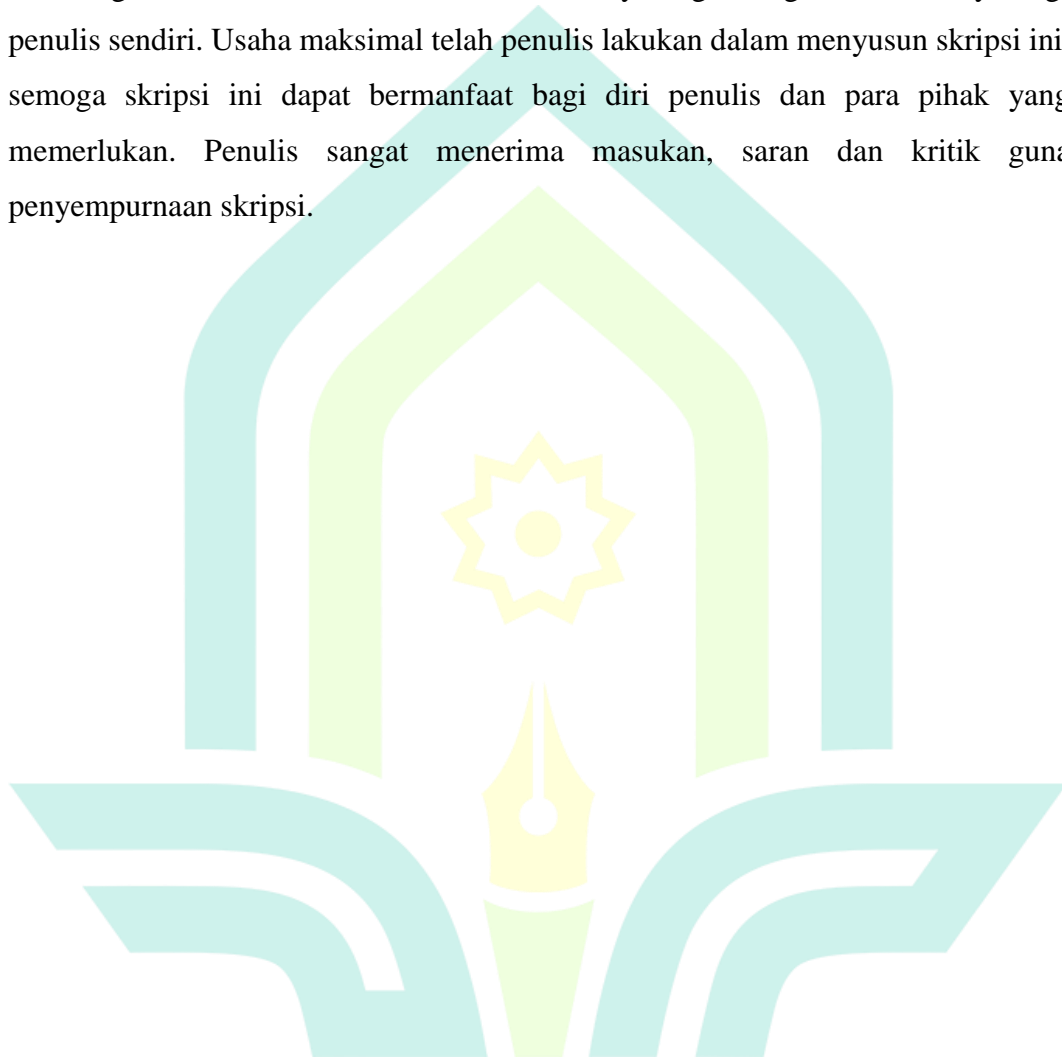 penulis sendiri. Usaha maksimal telah penulis lakukan dalam menyusun skripsi ini
semoga skripsi ini dapat bermanfaat bagi diri penulis dan para pihak yang
memerlukan. Penulis sangat menerima masukan, saran dan kritik guna
penyempurnaan skripsi.